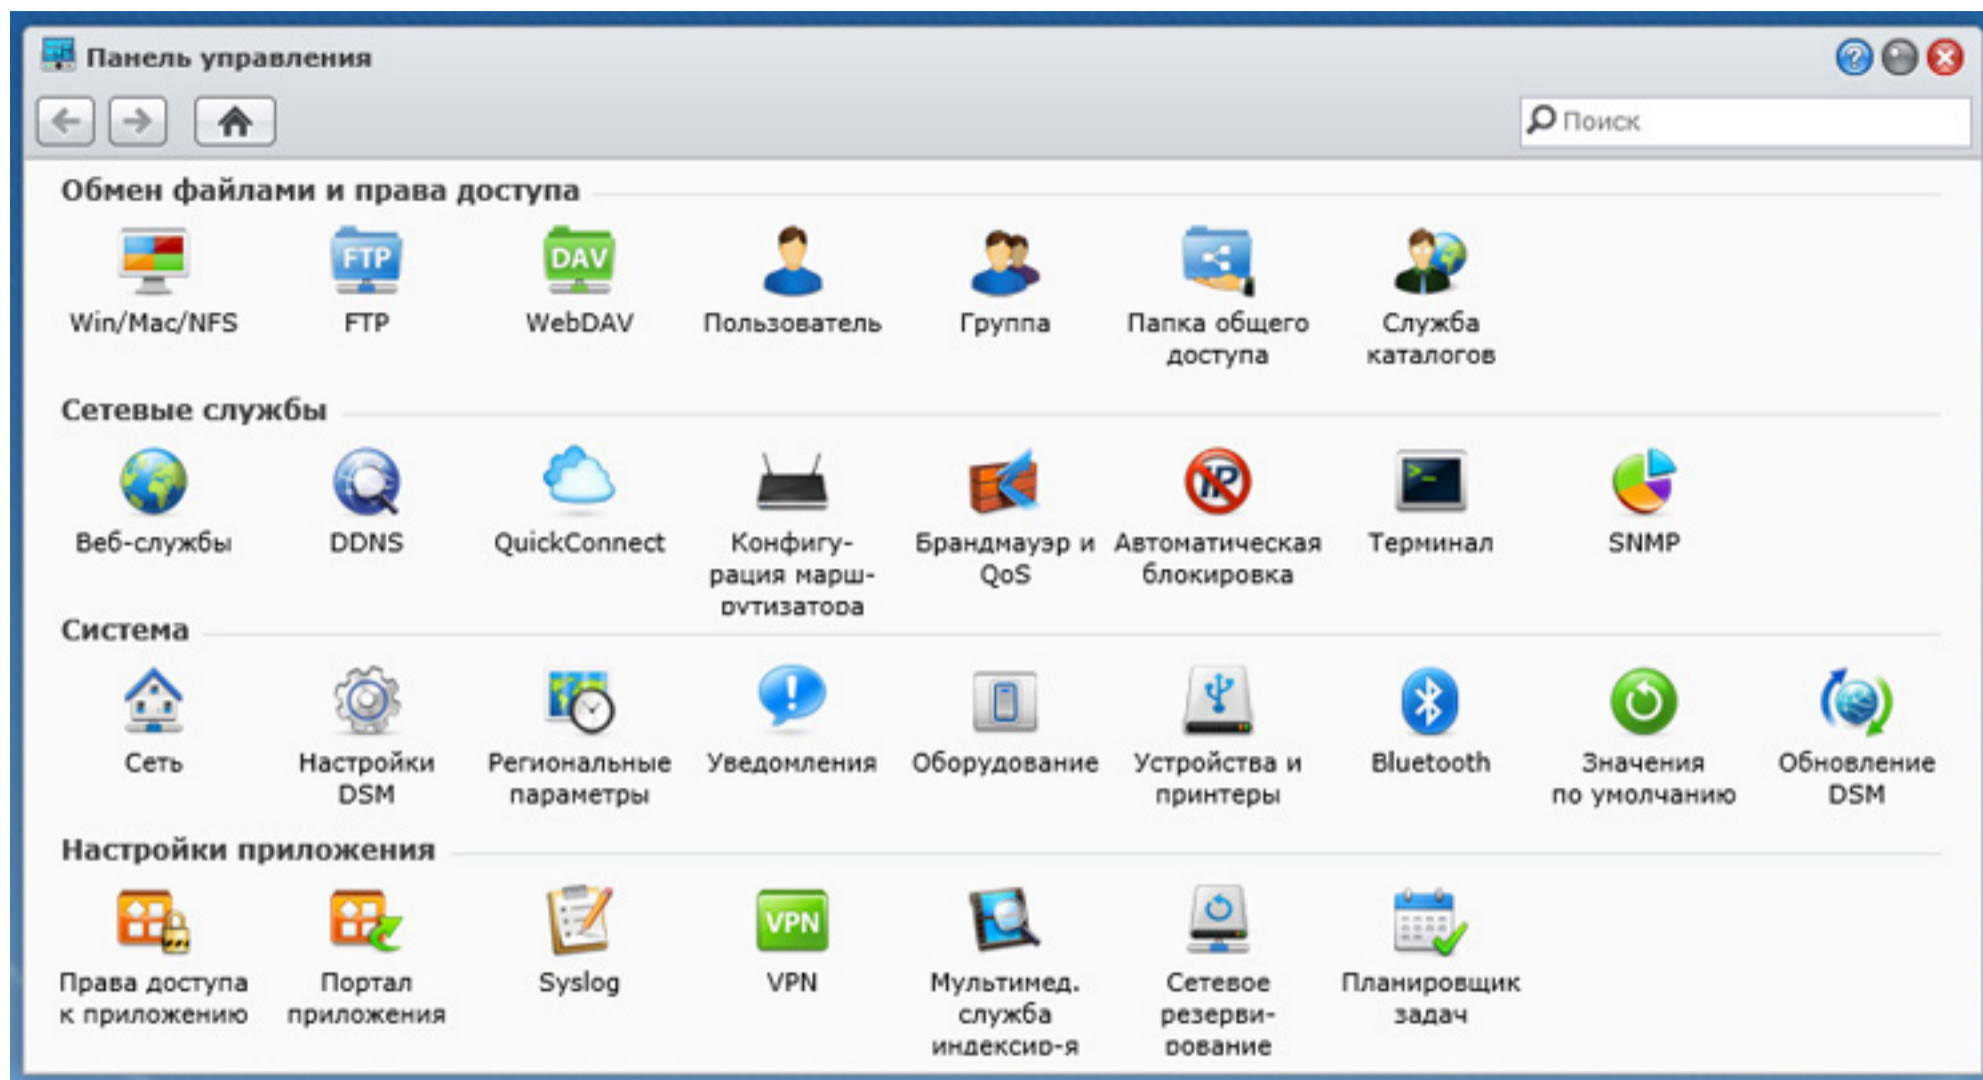 Панель управления
Поиск
Обмен файлами и права доступа
FTP
DAV
Win/Mac/NFS
FTP
WebDAV
Пользователь
Группа
Папка общего
доступа
Служба
каталогов
Сетевые службы
IP
Веб-службы
DDNS
QuickConnect
Конфигу-
рация марш-
рутизатора
Брандмауэр и
QoS
Автоматическая
блокировка
Терминал
SNMP
Система
Сеть
Настройки
DSM
Региональные
параметры
Уведомления
Оборудование
Устройства и
принтеры
Bluetooth
Значения
по умолчанию
Обновление
DSM
Настройки приложения
VPN
Права доступа
к приложению
Портал
приложения
Syslog
VPN
Мультимед.
служба
индексир-я
Сетевое
резерви-
рование
Планировщик
задач